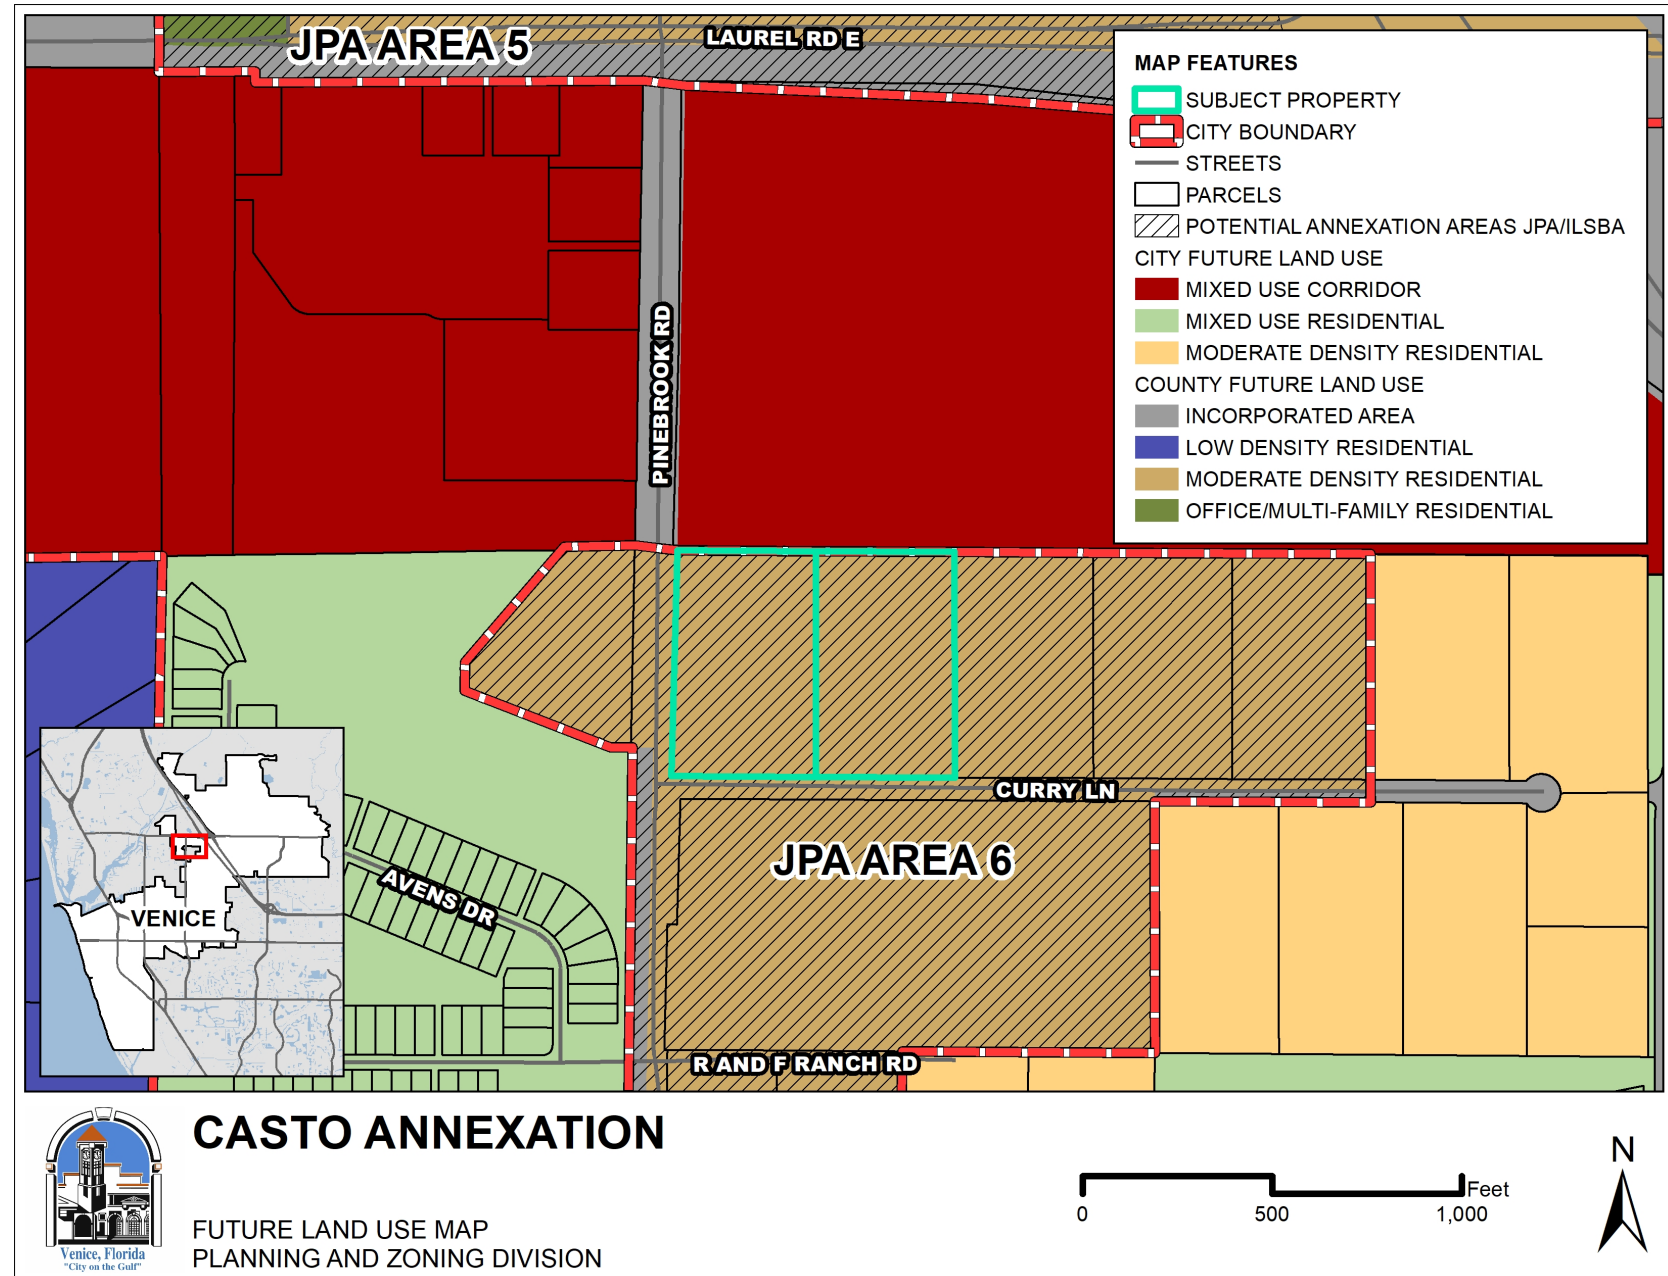 JPA AREA 5
LAUREL RD E
MAP FEATURES
SUBJECT PROPERTY
CITY BOUNDARY
STREETS
PARCELS
POTENTIAL ANNEXATION AREAS JPA/ILSBA
CITY FUTURE LAND USE
MIXED USE CORRIDOR
MIXED USE RESIDENTIAL
MODERATE DENSITY RESIDENTIAL
COUNTY FUTURE LAND USE
INCORPORATED AREA
LOW DENSITY RESIDENTIAL
MODERATE DENSITY RESIDENTIAL
OFFICE/MULTI-FAMILY RESIDENTIAL
PINEBROOK RD
CURRY LN
JPA AREA 6
AVENS DR
VENICE
R AND F RANCH RD
CASTO ANNEXATION
FUTURE LAND USE MAP
PLANNING AND ZONING DIVISION
Venice, Florida
"City on the Gulf"
Feet
0 500 1,000
N